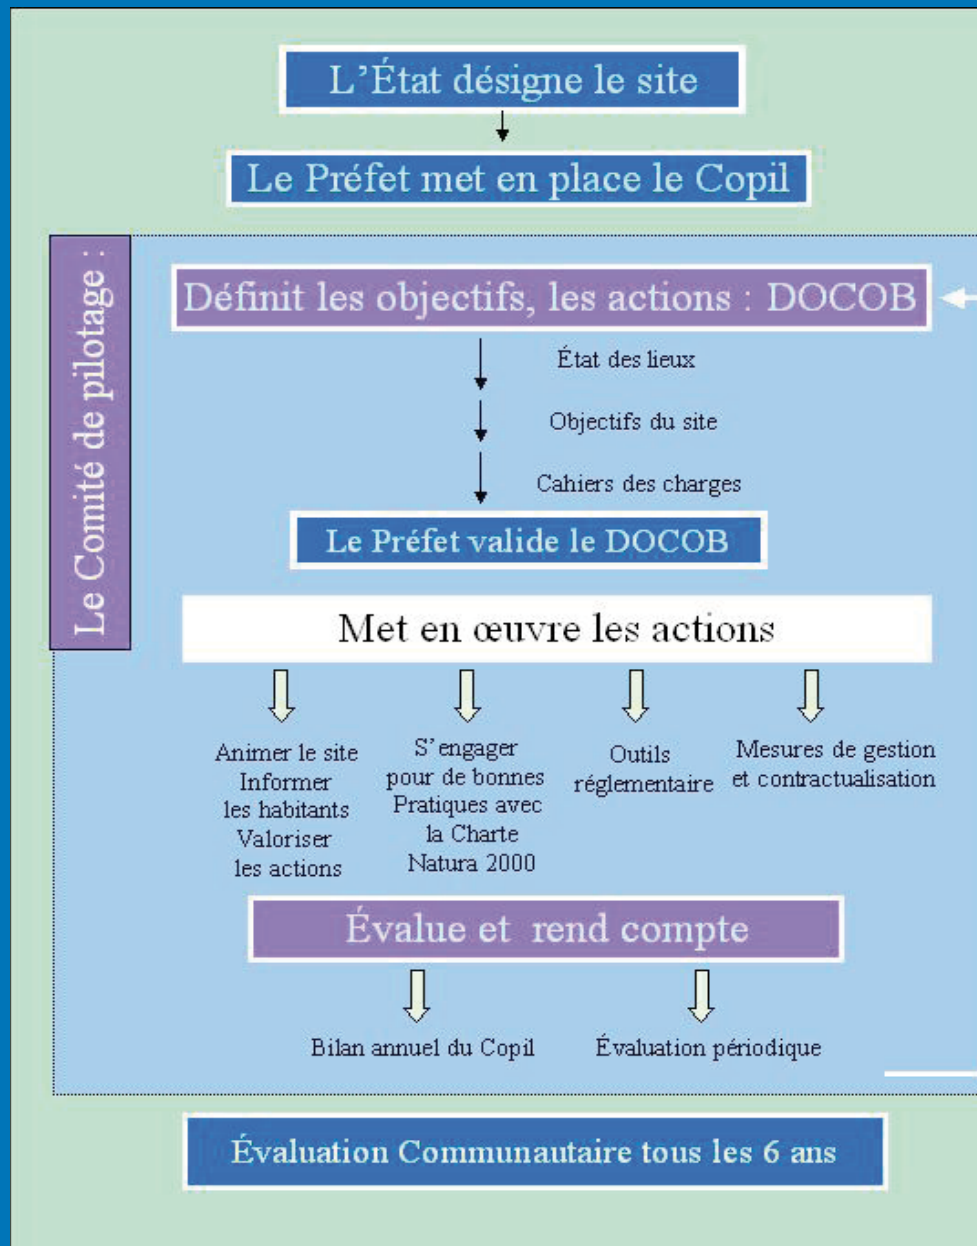 L'État désigne le site
Le Préfet met en place le Copil
Le Comité de pilotage :
Définit les objectifs, les actions : DOCOB
État des lieux
Objectifs du site
Cahiers des charges
Le Préfet valide le DOCOB
Met en œuvre les actions
Animer le site
Informer
les habitants
Valoriser
les actions
S'engager
pour de bonnes
Pratiques avec
la Charte
Natura 2000
Outils
réglementaire
Mesures de gestion
et contractualisation
Évalue et rend compte
Bilan annuel du Copil
Évaluation périodique
Évaluation Communautaire tous les 6 ans